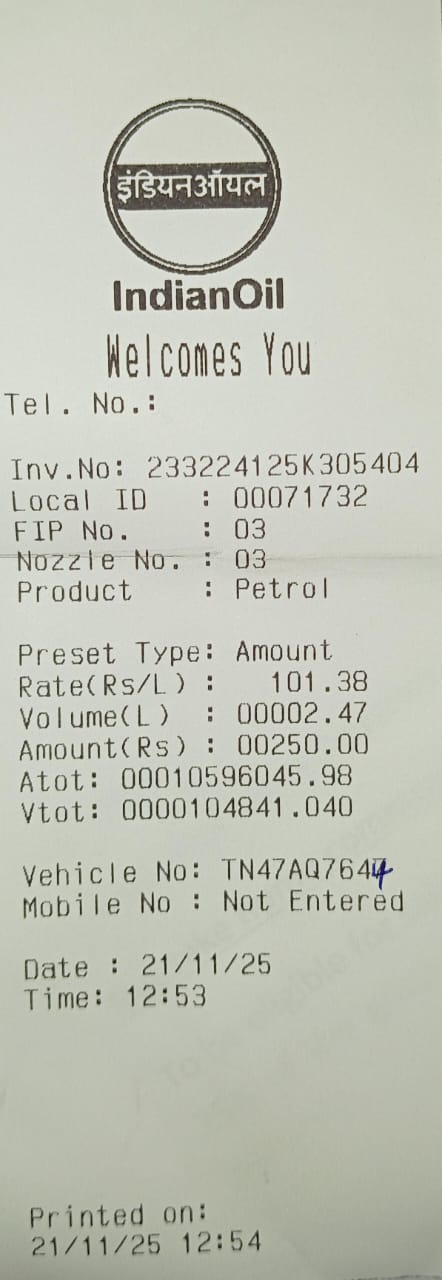 इंडियनऑयल
IndianOil
Welcomes You
Tel. No.:
Inv.No: 233224125K305404
Local ID : 00071732
FIP No. : 03
Nozzle No. : 03
Product : Petrol
Preset Type: Amount
Rate(Rs/L) : 101.38
Volume(L) : 00002.47
Amount(Rs) : 00250.00
Atot: 00010596045.98
Vtot: 0000104841.040
Vehicle No: TN47AQ7644
Mobile No : Not Entered
Date : 21/11/25
Time: 12:53
Printed on:
21/11/25 12:54